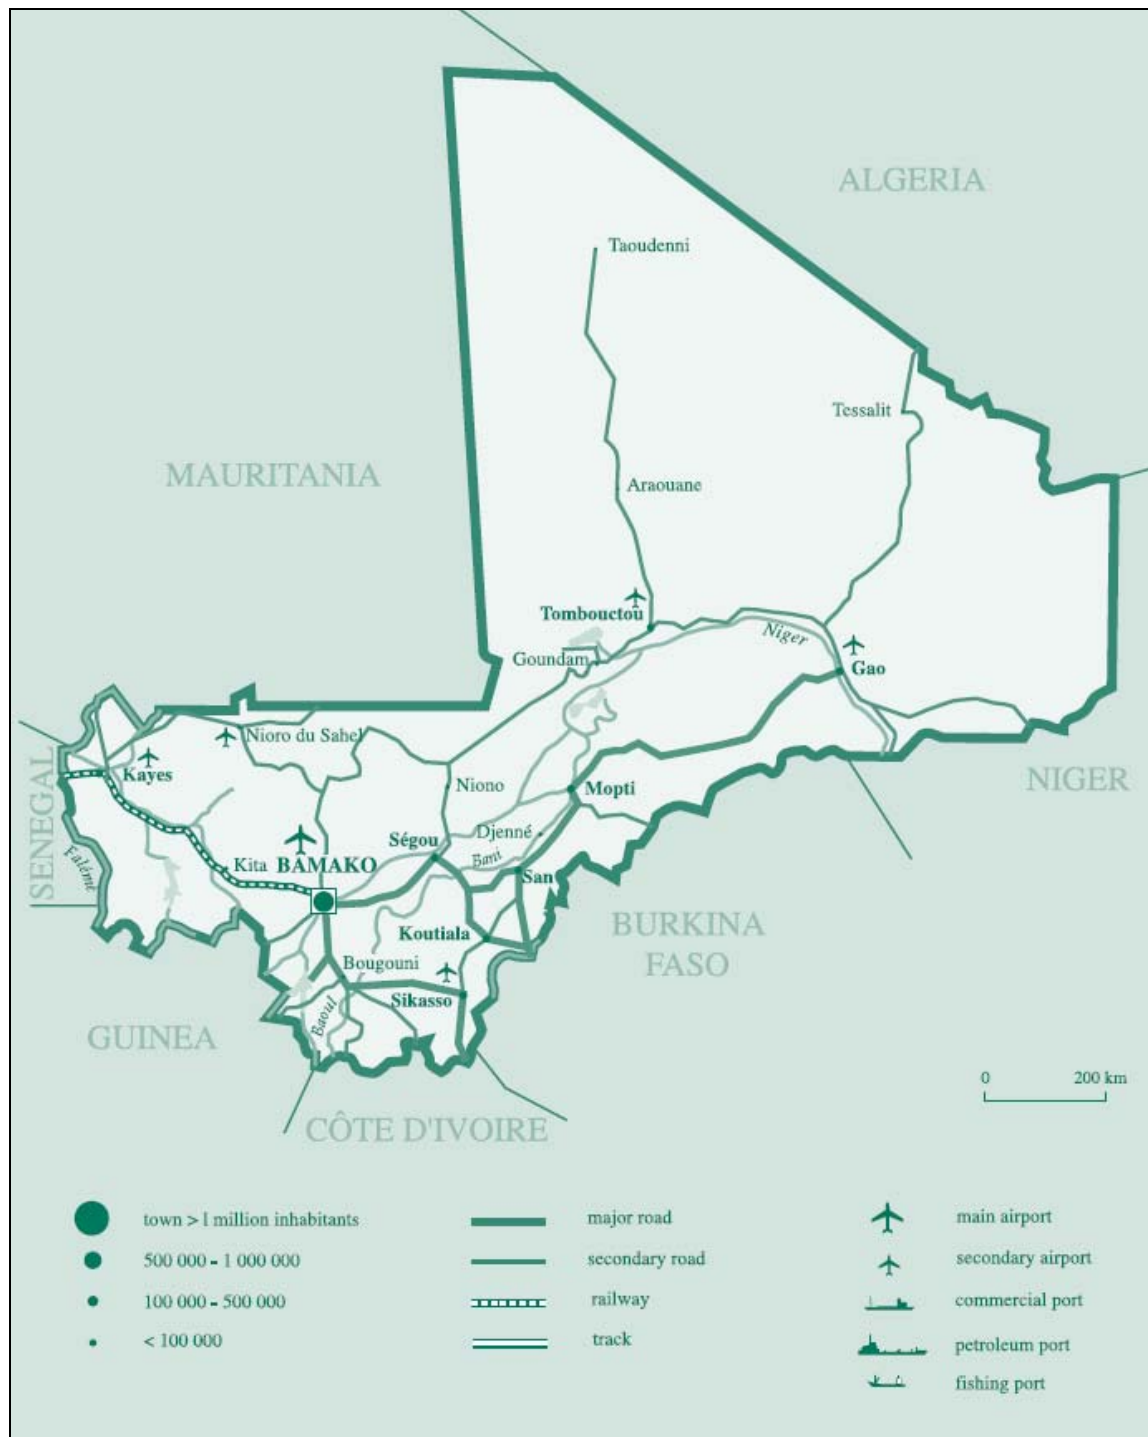 ALGERIA
Taoudenni
Tessalit
MAURITANIA
Araouane
Tombouctou
Niger
Goundam
Gao
Nioro du Sahel
Kayes
Niono
Mopti
NIGER
SENEGAL
Falémé
Ségou
Djenné
Bani
Kita
BAMAKO
San
Koutiala
BURKINA
FASO
Bougouni
Sikasso
Baoul
GUINEA
0 200 km
CÔTE D'IVOIRE
town > 1 million inhabitants
500 000 - 1 000 000
100 000 - 500 000
< 100 000
major road
secondary road
railway
track
main airport
secondary airport
commercial port
petroleum port
fishing port